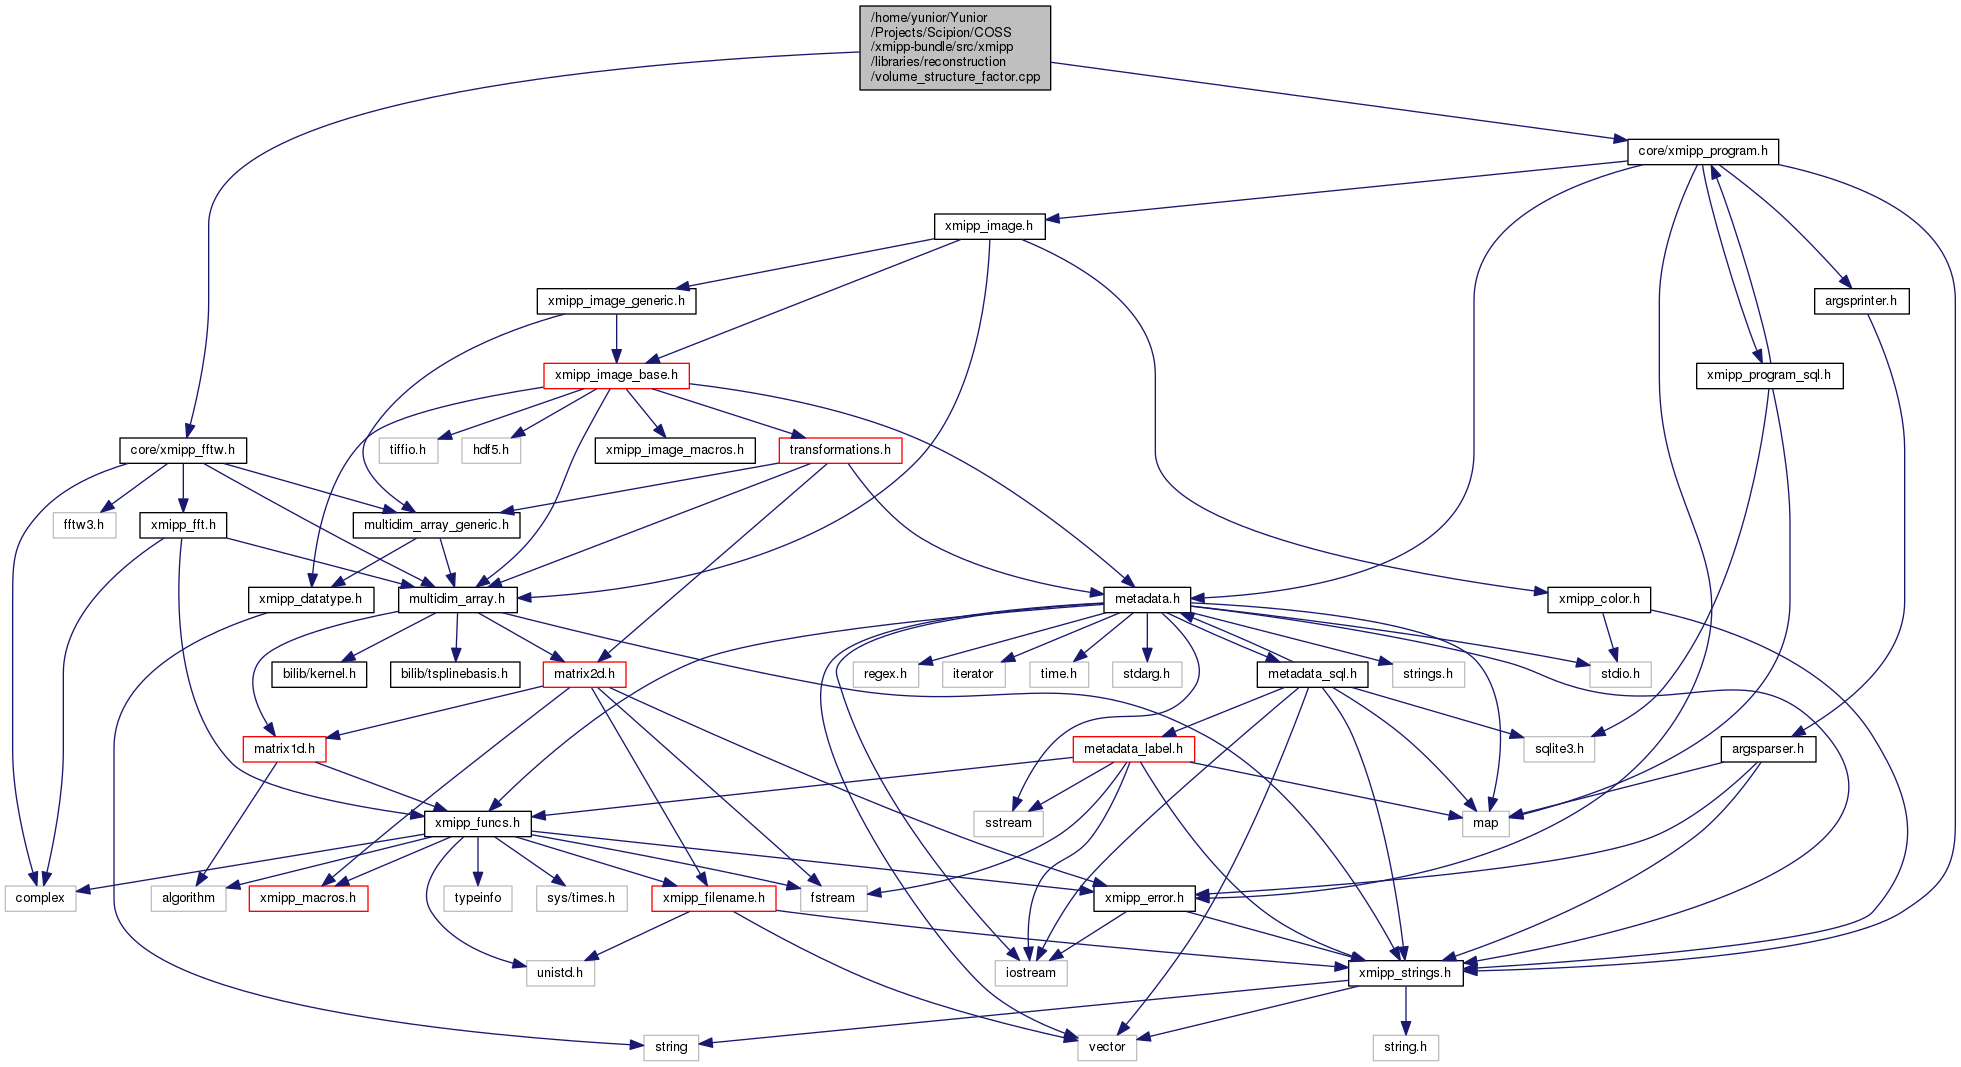 /home/yunior/Yunior
/Projects/Scipion/COSS
/xmipp-bundle/src/xmipp
/libraries/reconstruction
/volume_structure_factor.cpp
core/xmipp_program.h
xmipp_image.h
xmipp_image_generic.h
argsprinter.h
xmipp_image_base.h
xmipp_program_sql.h
core/xmipp_fftw.h
tiffio.h
hdf5.h
xmipp_image_macros.h
transformations.h
fftw3.h
xmipp_fft.h
multidim_array_generic.h
xmipp_datatype.h
multidim_array.h
metadata.h
xmipp_color.h
bilib/kernel.h
bilib/tsplinebasis.h
matrix2d.h
regex.h
iterator
time.h
stdarg.h
metadata_sql.h
strings.h
stdio.h
matrix1d.h
metadata_label.h
sqlite3.h
argsparser.h
xmipp_funcs.h
sstream
map
complex
algorithm
xmipp_macros.h
typeinfo
sys/times.h
xmipp_filename.h
fstream
xmipp_error.h
unistd.h
iostream
xmipp_strings.h
string
vector
string.h